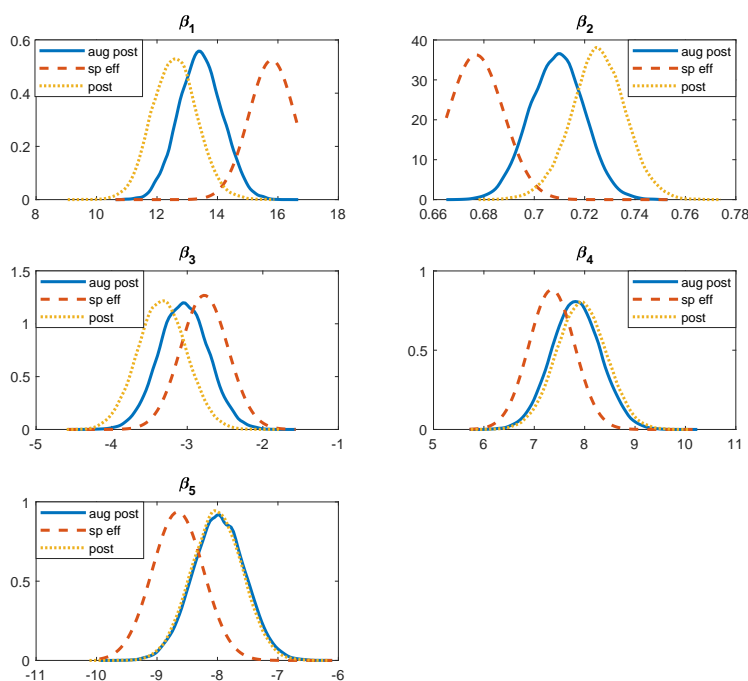 β1
0.6
0.4
0.2
0
8 10 12 14 16 18
aug post
sp eff
post
β2
40
30
20
10
0
0.66 0.68 0.7 0.72 0.74 0.76 0.78
aug post
sp eff
post
β3
1.5
1
0.5
0
-5 -4 -3 -2 -1
aug post
sp eff
post
β4
1
0.5
0
5 6 7 8 9 10 11
aug post
sp eff
post
β5
1
0.5
0
-11 -10 -9 -8 -7 -6
aug post
sp eff
post